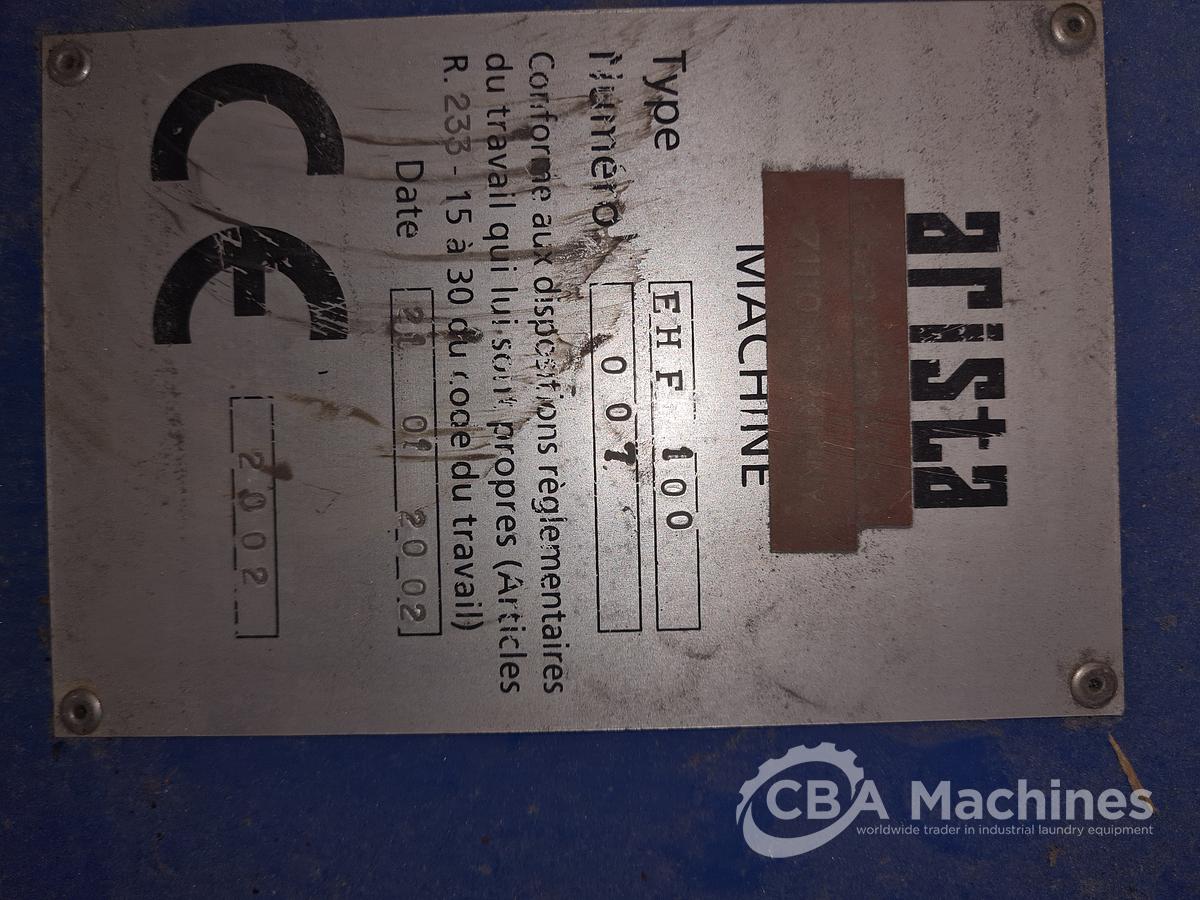 arista
MACHINE
Type EHF 100
Numéro 007
Conforme aux dispositions règlementaires
du travail qui lui sont propres (Articles
R. 233 - 15 à 30 du code du travail)
Date 21 01 2002
CE
2002
CBA Machines
worldwide trader in industrial laundry equipment